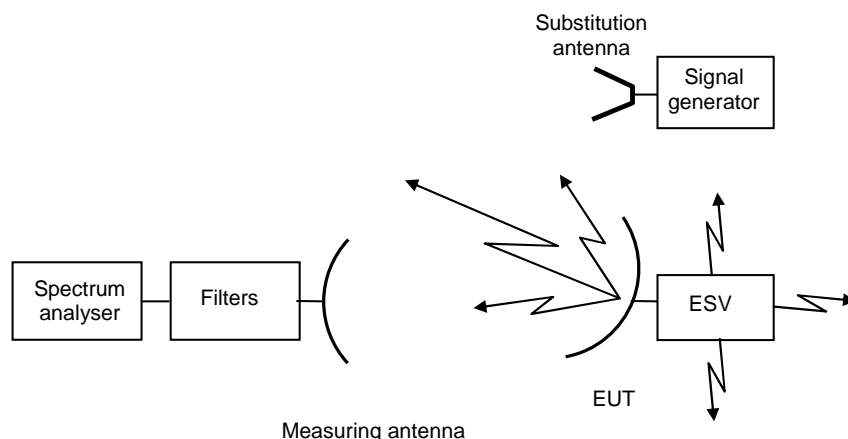 Substitution
antenna
Signal
generator
Spectrum
analyser
Filters
ESV
EUT
Measuring antenna